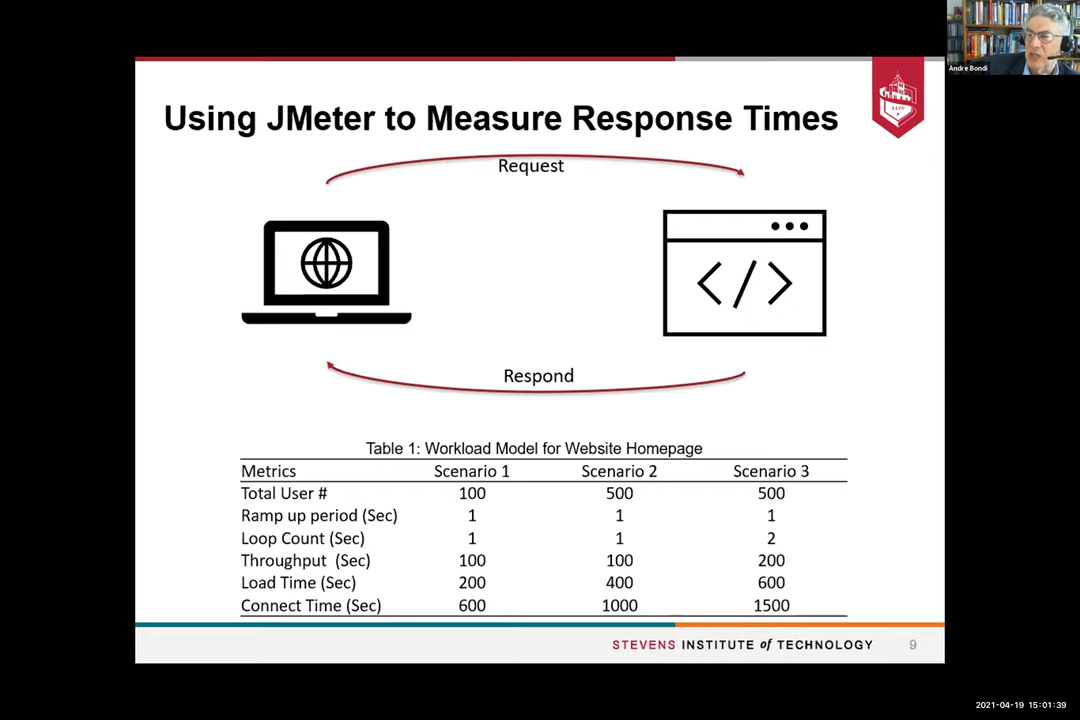 Andre Bondi
Using JMeter to Measure Response Times
Request
</>
Respond
Table 1: Workload Model for Website Homepage
Metrics Scenario 1 Scenario 2 Scenario 3
Total User # 100 500 500
Ramp up period (Sec) 1 1 1
Loop Count (Sec) 1 1 2
Throughput (Sec) 100 100 200
Load Time (Sec) 200 400 600
Connect Time (Sec) 600 1000 1500
STEVENS INSTITUTE of TECHNOLOGY 9
2021-04-19 15:01:39